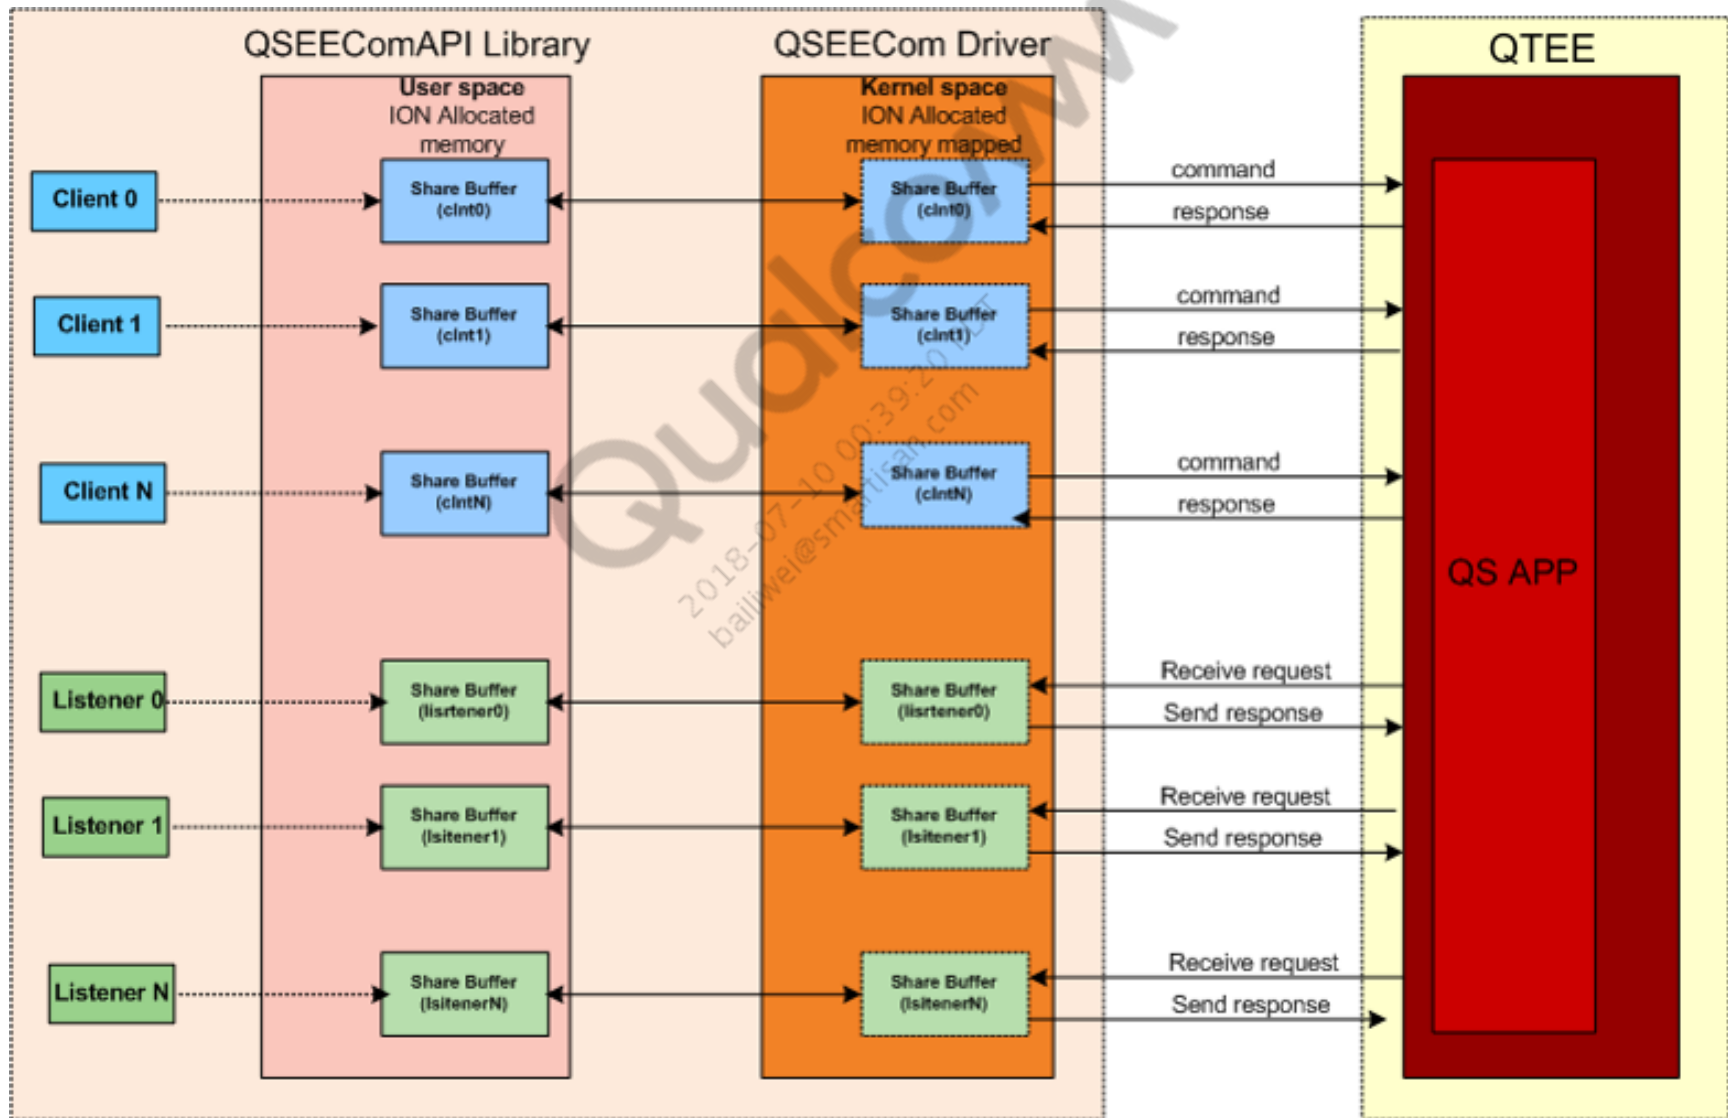 QSEEComAPI Library
QSEECom Driver
QTEE
User space
ION Allocated
memory
Kernel space
ION Allocated
memory mapped
Client 0
Share Buffer
(clnt0)
Share Buffer
(clnt0)
command
response
Client 1
Share Buffer
(clnt1)
Share Buffer
(clnt1)
command
response
Client N
Share Buffer
(clntN)
Share Buffer
(clntN)
command
response
QS APP
Listener 0
Share Buffer
(lisrtener0)
Share Buffer
(lisrtener0)
Receive request
Send response
Listener 1
Share Buffer
(lsitener1)
Share Buffer
(lsitener1)
Receive request
Send response
Listener N
Share Buffer
(lsitenerN)
Share Buffer
(lsitenerN)
Receive request
Send response
Qualcomm
2018-07-10 00:39:20 PDT
bailiwei@smartisan.com